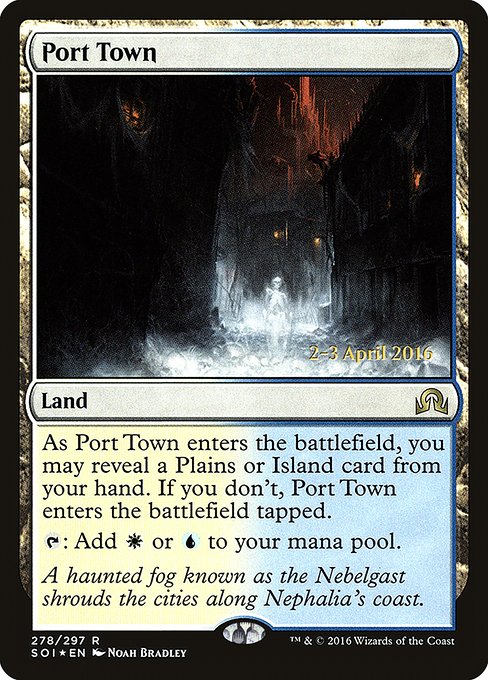 Port Town
2–3 April 2016
Land
As Port Town enters the battlefield, you
may reveal a Plains or Island card from
your hand. If you don't, Port Town
enters the battlefield tapped.
: Add or to your mana pool.
A haunted fog known as the Nebelgast
shrouds the cities along Nephalia's coast.
278/297 R
SOI★EN Noah Bradley
™ & © 2016 Wizards of the Coast